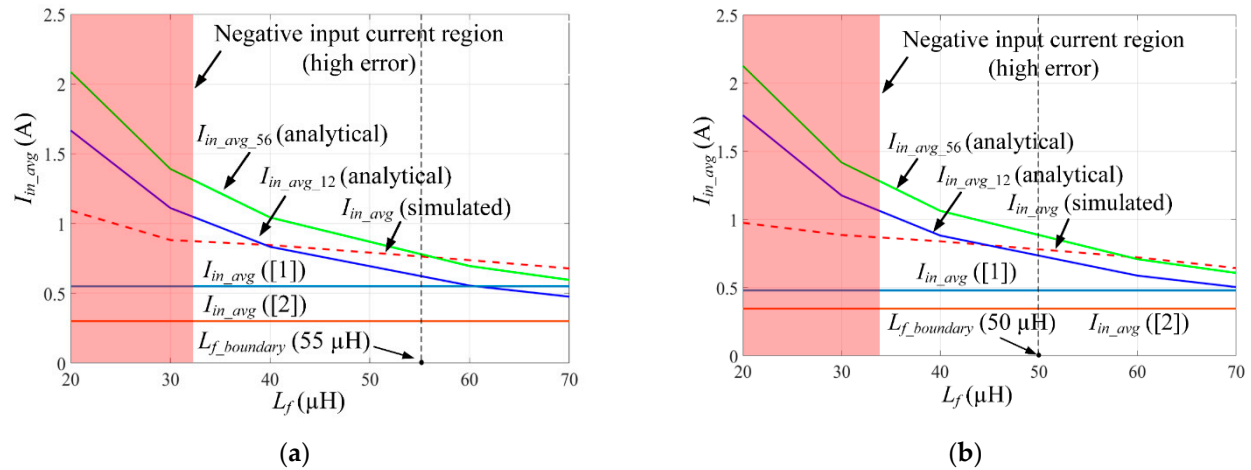 2.5
2
1.5
1
0.5
0
I_in_avg (A)
Negative input current region
(high error)
I_in_avg_56 (analytical)
I_in_avg_12 (analytical)
I_in_avg (simulated)
I_in_avg ([1])
I_in_avg ([2])
L_f_boundary (55 µH)
20 30 40 50 60 70
L_f (µH)
(a)
2.5
2
1.5
1
0.5
0
I_in_avg (A)
Negative input current region
(high error)
I_in_avg_56 (analytical)
I_in_avg_12 (analytical)
I_in_avg (simulated)
I_in_avg ([1])
L_f_boundary (50 µH) I_in_avg ([2])
20 30 40 50 60 70
L_f (µH)
(b)